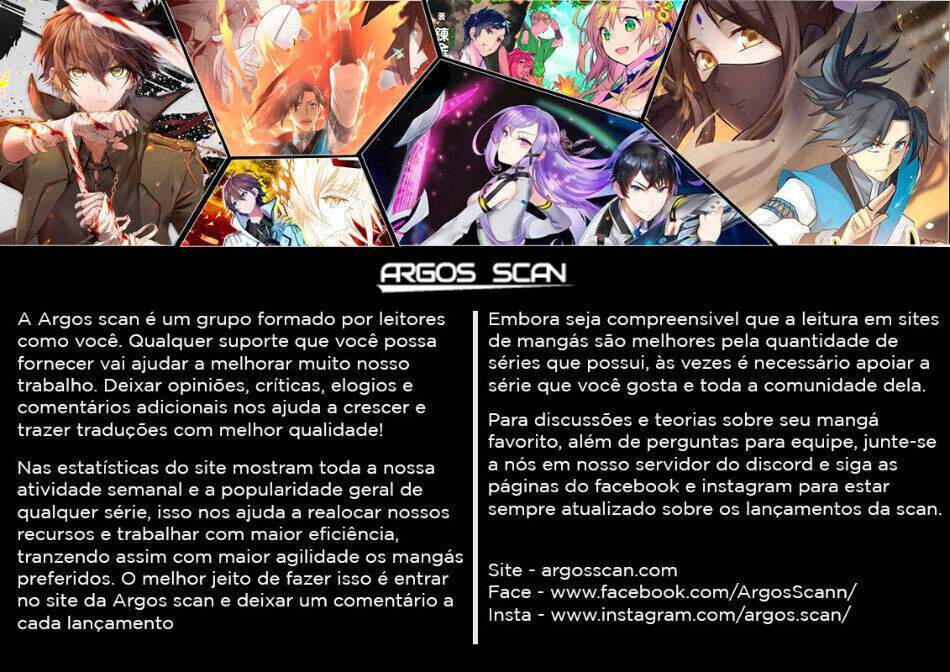 著
ARGOS SCAN
A Argos scan é um grupo formado por leitores
como você. Qualquer suporte que você possa
fornecer vai ajudar a melhorar muito nosso
trabalho. Deixar opiniões, críticas, elogios e
comentários adicionais nos ajuda a crescer e
trazer traduções com melhor qualidade!
Nas estatísticas do site mostram toda a nossa
atividade semanal e a popularidade geral de
qualquer série, isso nos ajuda a realocar nossos
recursos e trabalhar com maior eficiência,
tranzendo assim com maior agilidade os mangás
preferidos. O melhor jeito de fazer isso é entrar
no site da Argos scan e deixar um comentário a
cada lançamento
Embora seja compreensivel que a leitura em sites
de mangás são melhores pela quantidade de
séries que possui, às vezes é necessário apoiar a
série que você gosta e toda a comunidade dela.
Para discussões e teorias sobre seu mangá
favorito, além de perguntas para equipe, junte-se
a nós em nosso servidor do discord e siga as
páginas do facebook e instagram para estar
sempre atualizado sobre os lançamentos da scan.
Site - argosscan.com
Face - www.facebook.com/ArgosScann/
Insta - www.instagram.com/argos.scan/